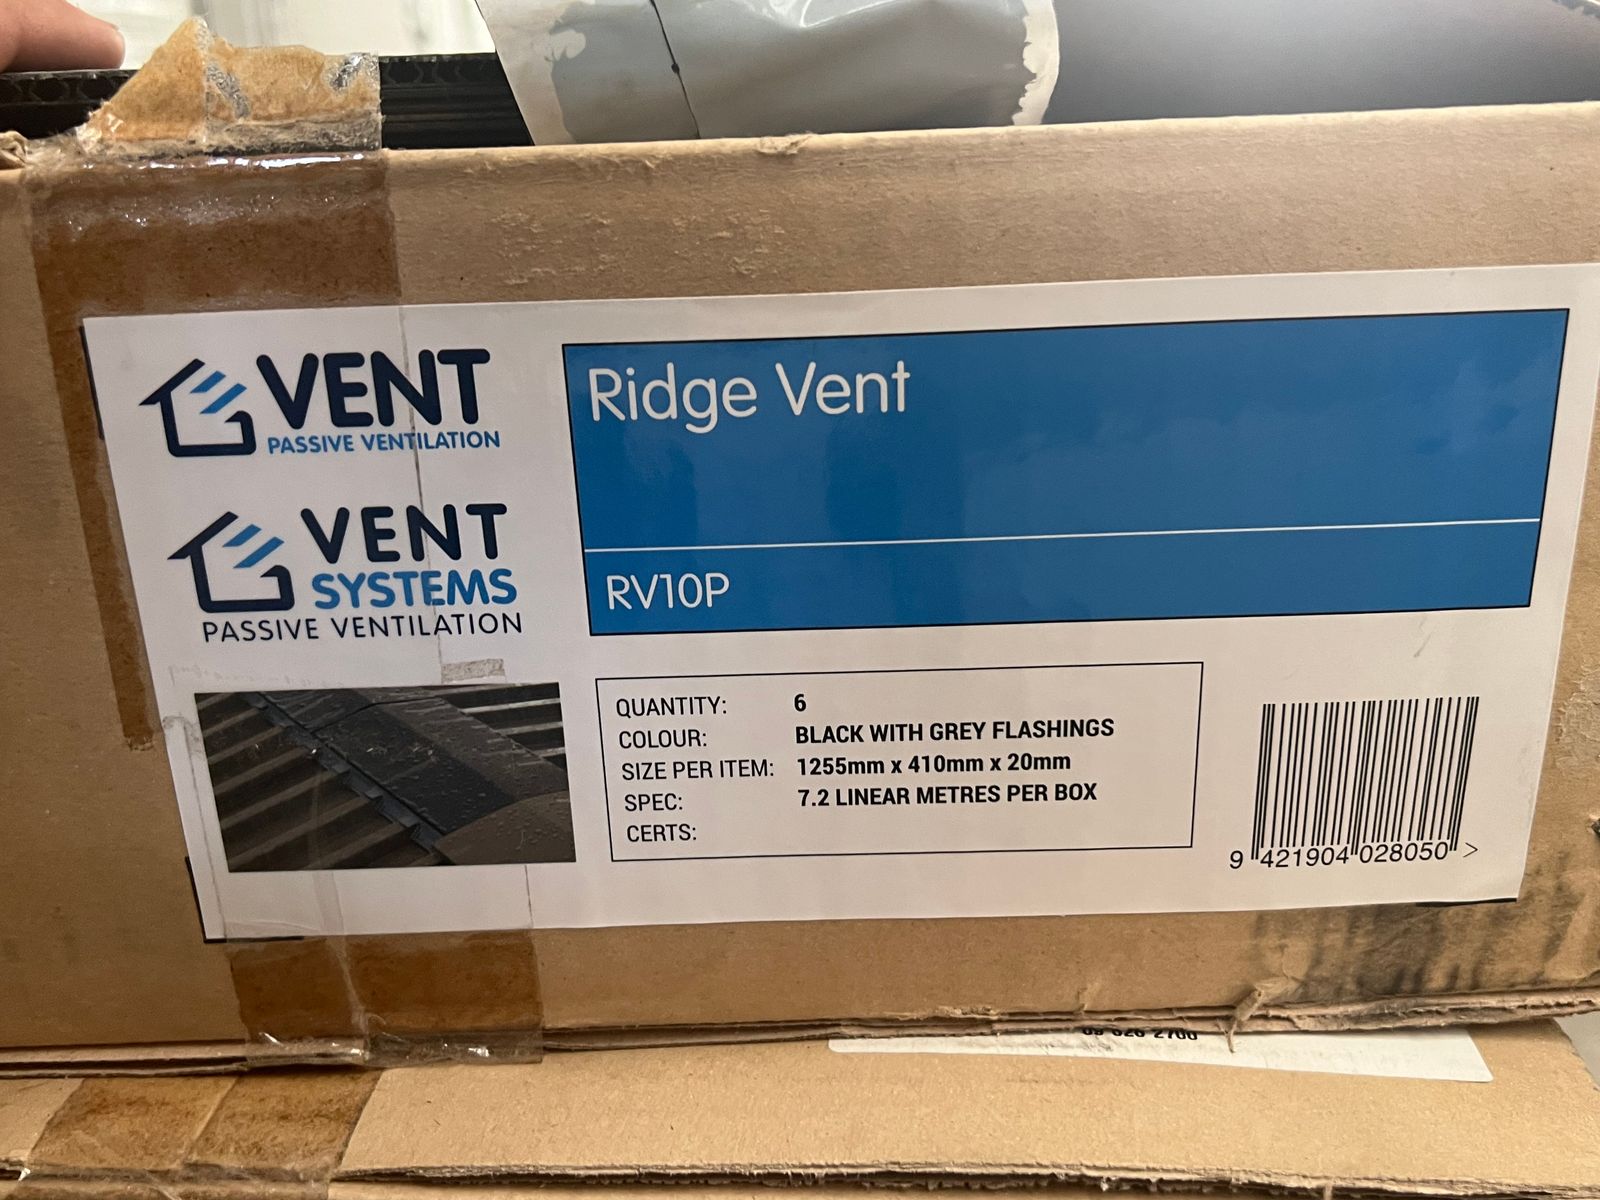 VENT
PASSIVE VENTILATION
VENT
SYSTEMS
PASSIVE VENTILATION
Ridge Vent
RV10P
QUANTITY: 6
COLOUR: BLACK WITH GREY FLASHINGS
SIZE PER ITEM: 1255mm x 410mm x 20mm
SPEC: 7.2 LINEAR METRES PER BOX
CERTS:
9 421904 028050 >